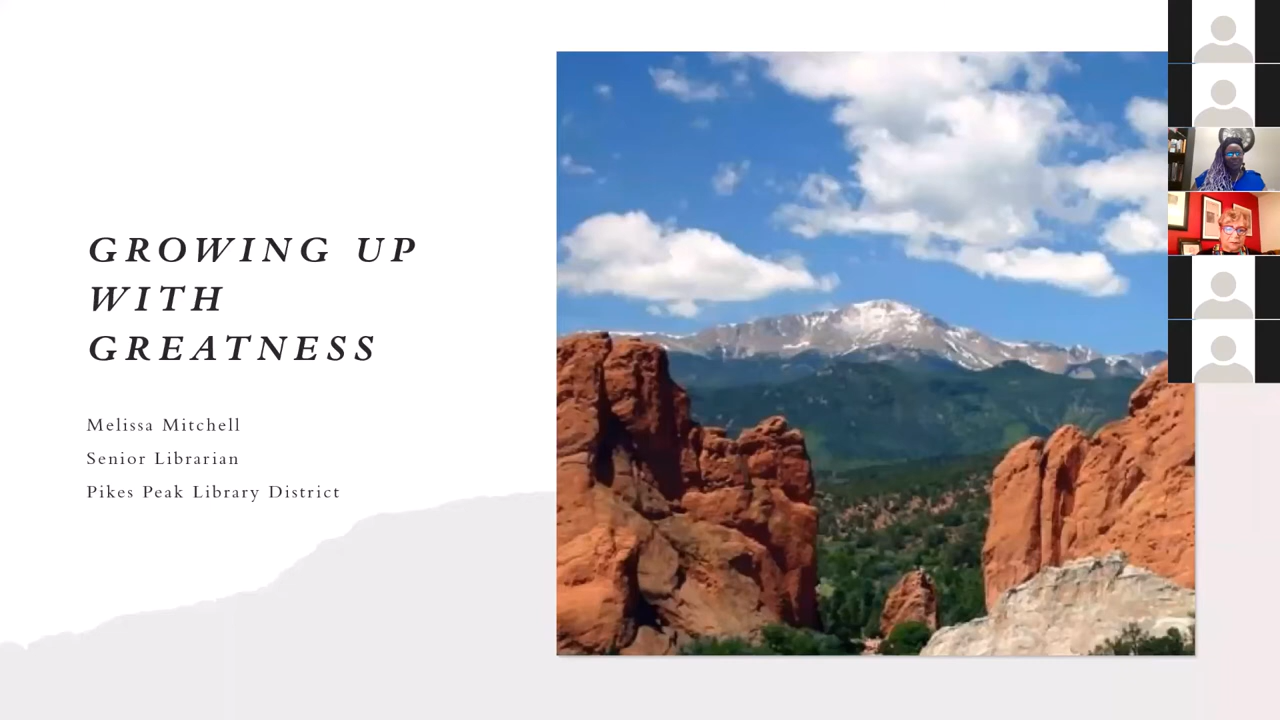 GROWING UP
WITH
GREATNESS
Melissa Mitchell
Senior Librarian
Pikes Peak Library District